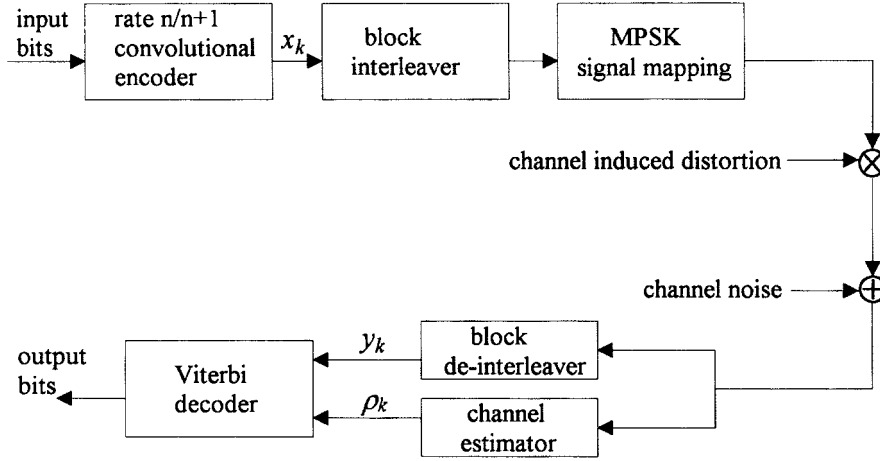 input
bits
rate n/n+1
convolutional
encoder
x_k
block
interleaver
MPSK
signal mapping
channel induced distortion
channel noise
output
bits
Viterbi
decoder
y_k
block
de-interleaver
ρ_k
channel
estimator